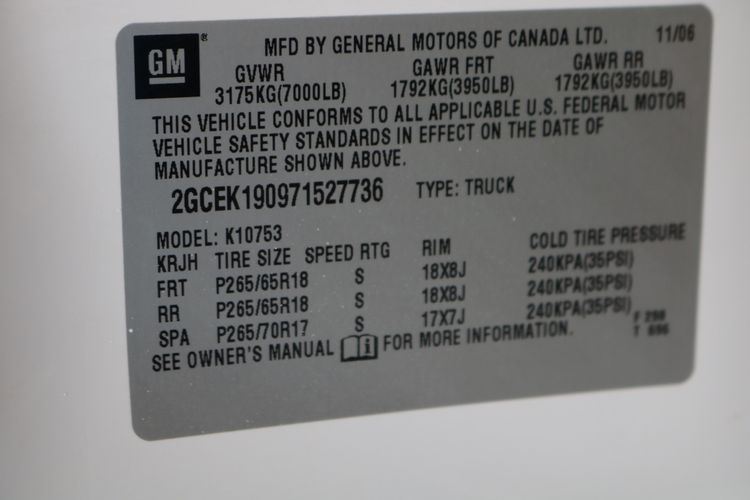 GM® MFD BY GENERAL MOTORS OF CANADA LTD. 11/06
GVWR GAWR FRT GAWR RR
3175KG(7000LB) 1792KG(3950LB) 1792KG(3950LB)
THIS VEHICLE CONFORMS TO ALL APPLICABLE U.S. FEDERAL MOTOR
VEHICLE SAFETY STANDARDS IN EFFECT ON THE DATE OF
MANUFACTURE SHOWN ABOVE.
2GCEK190971527736 TYPE: TRUCK
MODEL: K10753
KRJH TIRE SIZE SPEED RTG RIM COLD TIRE PRESSURE
FRT P265/65R18 S 18X8J 240KPA(35PSI)
RR P265/65R18 S 18X8J 240KPA(35PSI)
SPA P265/70R17 S 17X7J 240KPA(35PSI)
SEE OWNER'S MANUAL i FOR MORE INFORMATION.
F 298
T 696